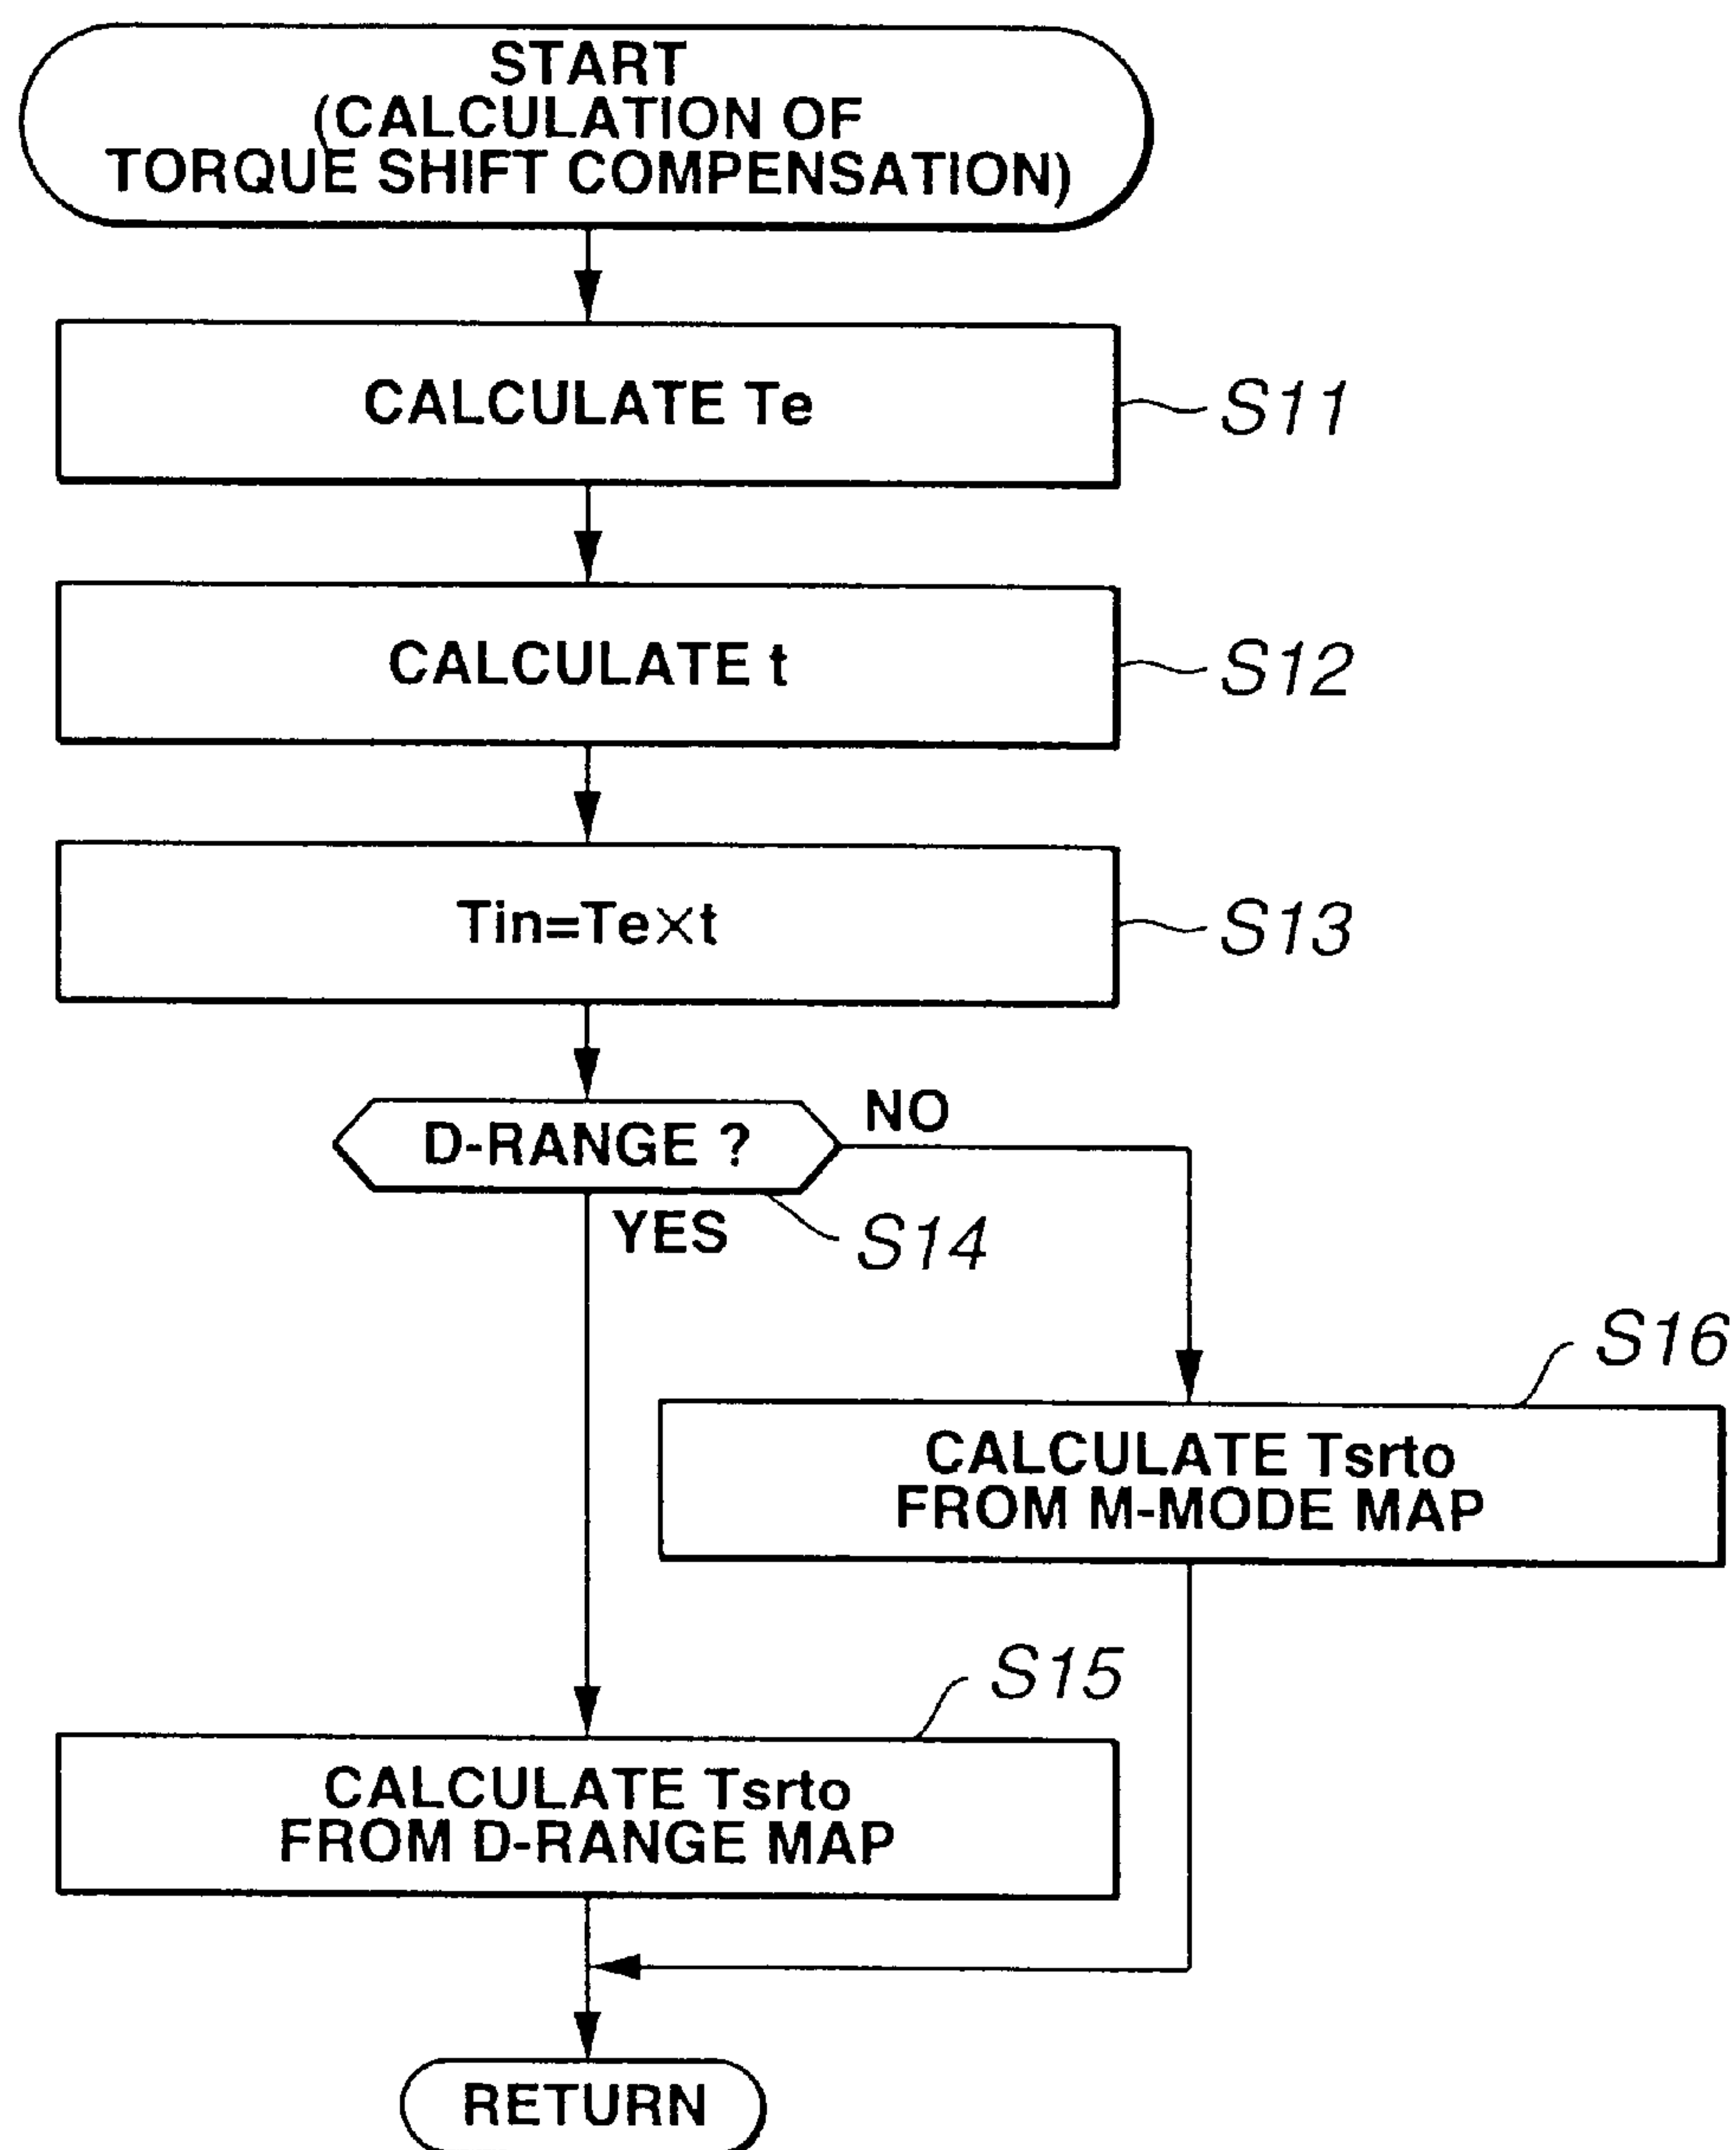 START
(CALCULATION OF
TORQUE SHIFT COMPENSATION)
CALCULATE Te
S11
CALCULATE t
S12
Tin=Te×t
S13
D-RANGE ?
NO
YES
S14
S16
CALCULATE Tsrto
FROM M-MODE MAP
S15
CALCULATE Tsrto
FROM D-RANGE MAP
RETURN